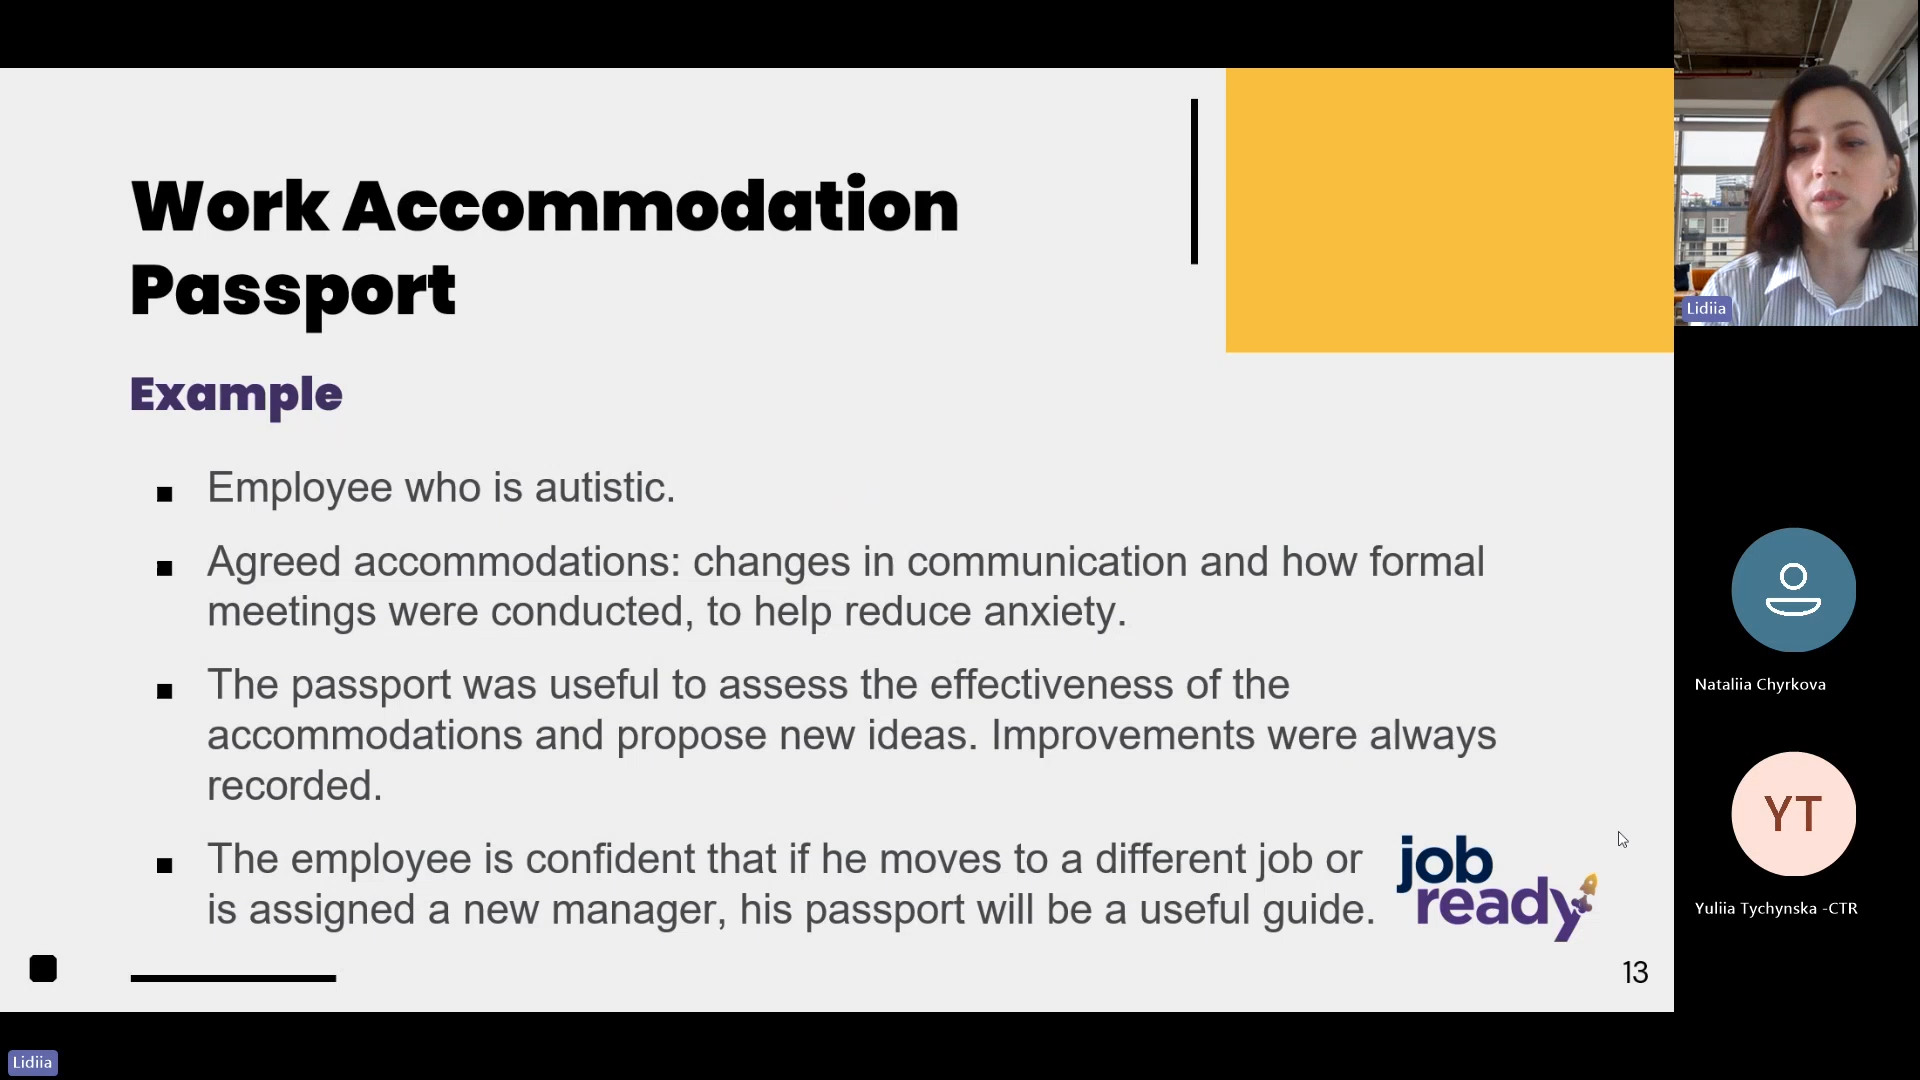 Work Accommodation
Passport
Example
Employee who is autistic.
Agreed accommodations: changes in communication and how formal
meetings were conducted, to help reduce anxiety.
The passport was useful to assess the effectiveness of the
accommodations and propose new ideas. Improvements were always
recorded.
The employee is confident that if he moves to a different job or
is assigned a new manager, his passport will be a useful guide.
job
ready
13
Lidiia
Nataliia Chyrkova
YT
Yuliia Tychynska -CTR
Lidiia